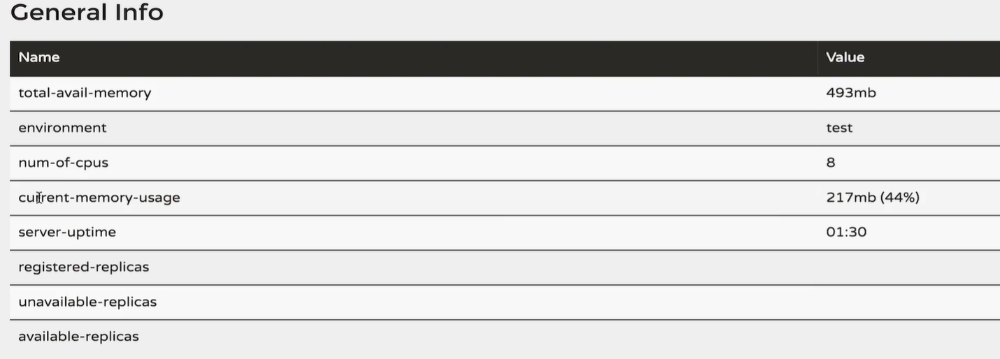 General Info
Name Value
total-avail-memory 493mb
environment test
num-of-cpus 8
current-memory-usage 217mb (44%)
server-uptime 01:30
registered-replicas
unavailable-replicas
available-replicas